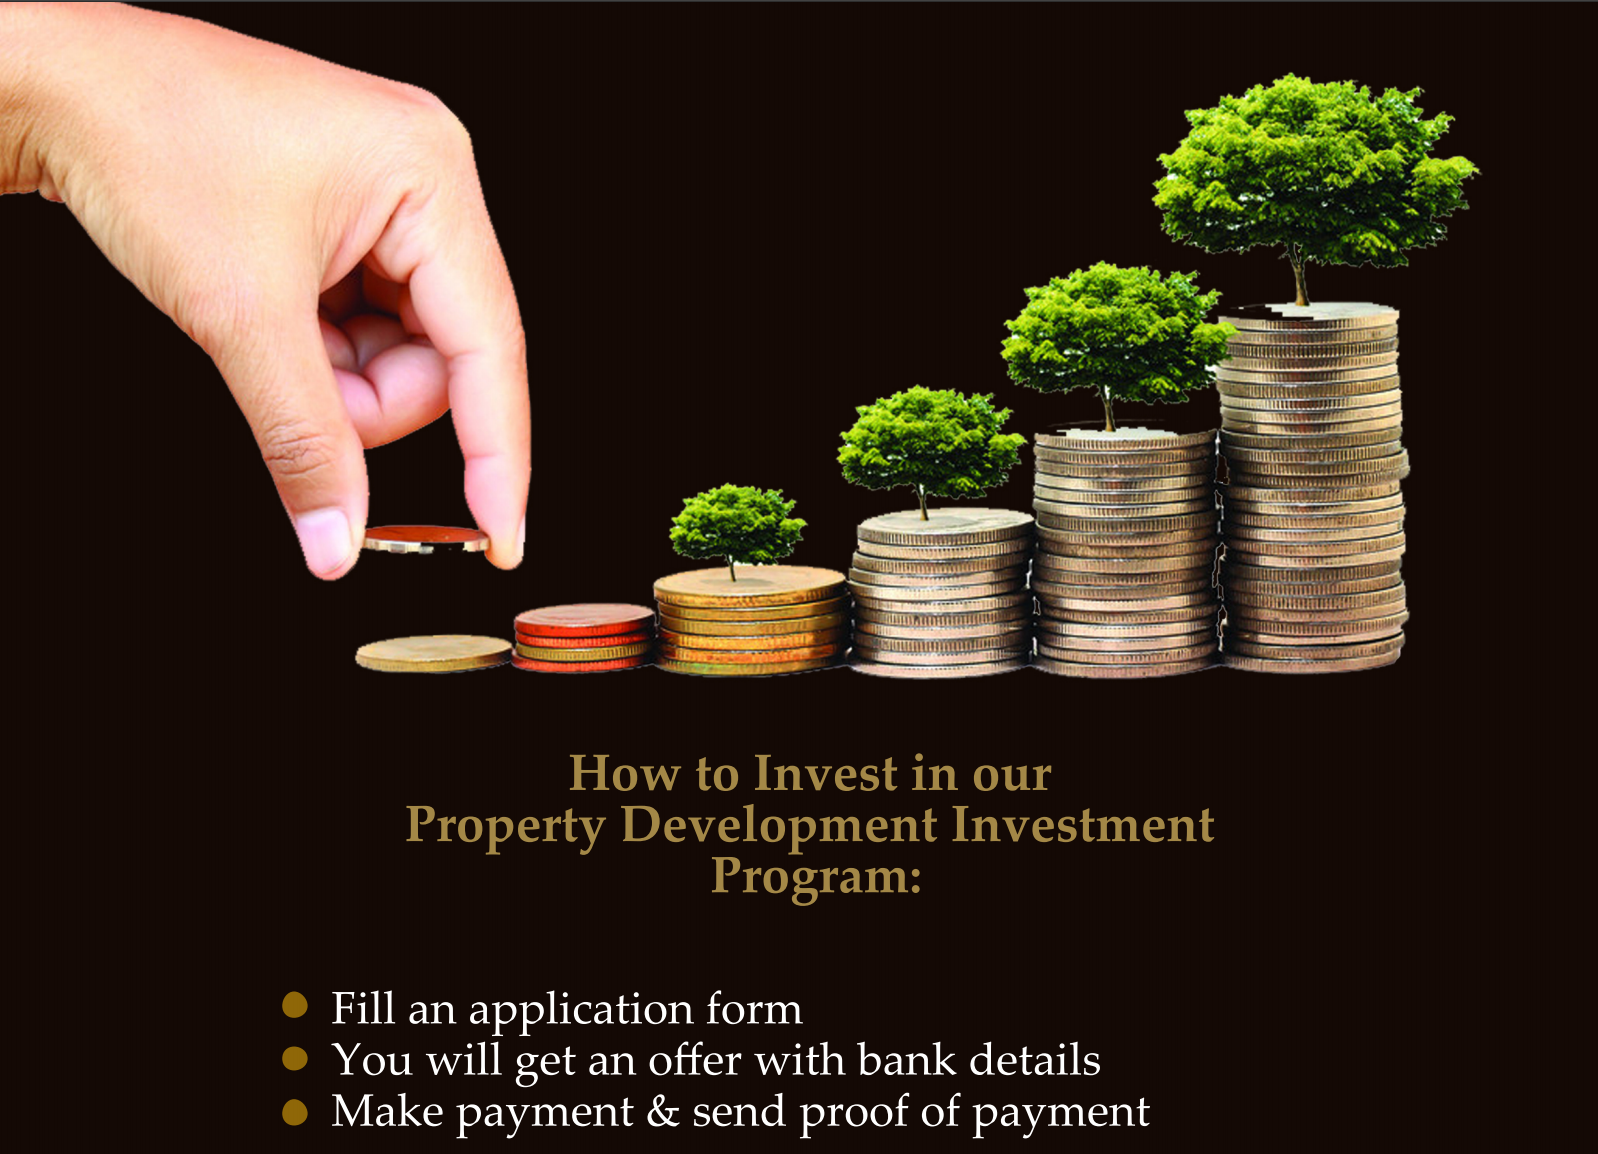 How to Invest in our
Property Development Investment
Program:
Fill an application form
You will get an offer with bank details
Make payment & send proof of payment